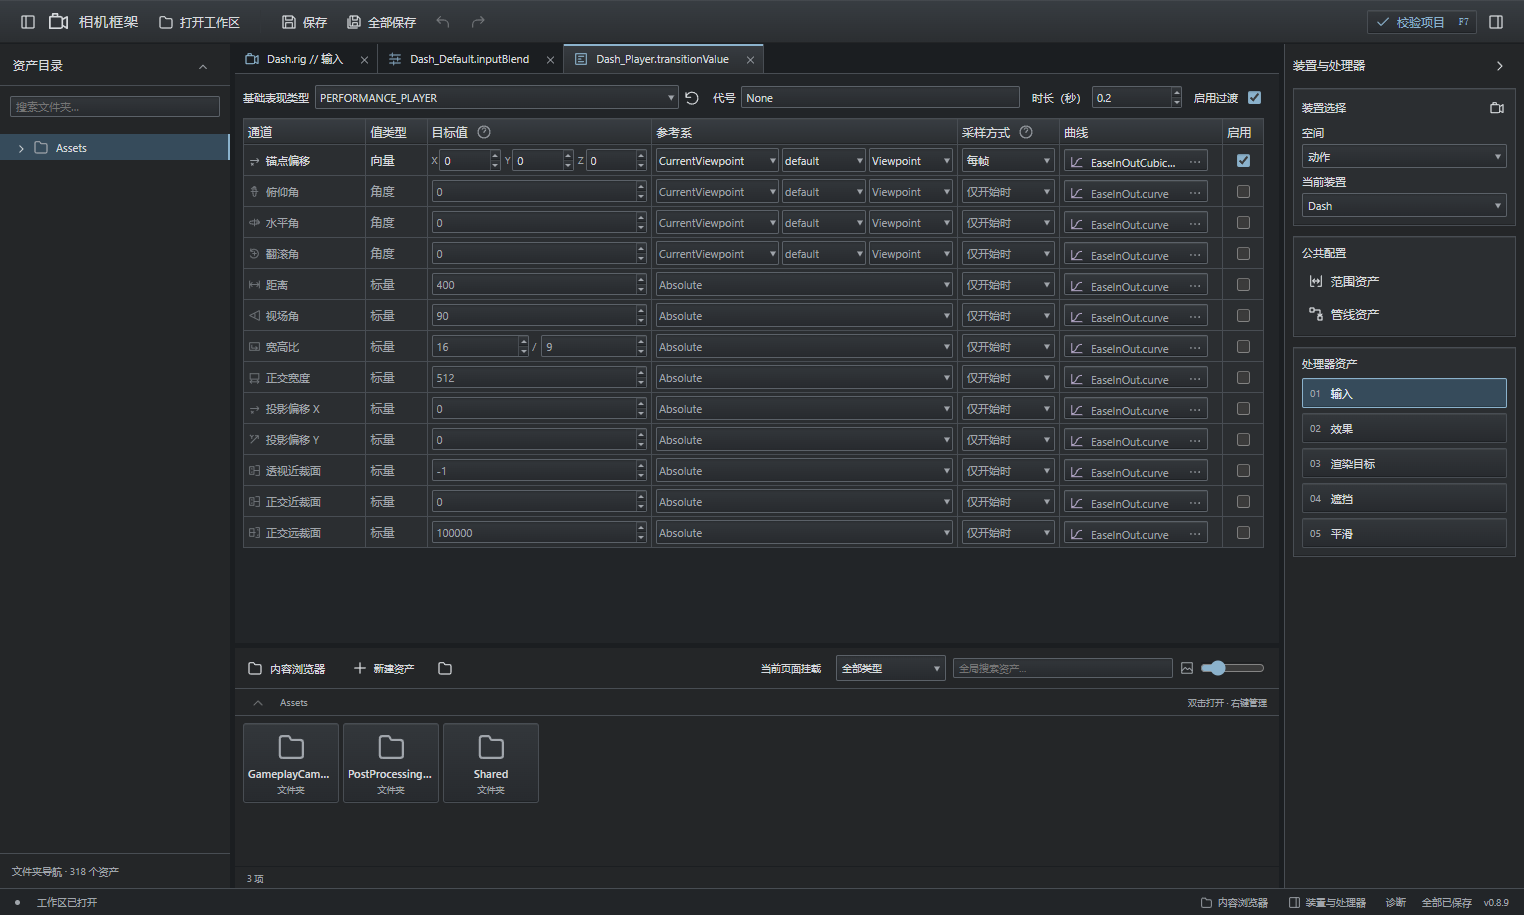 相机框架 打开工作区 保存 全部保存 校验项目 F7
资产目录
搜索文件夹...
Assets
文件夹导航 · 318 个资产
Dash.rig // 输入 Dash_Default.inputBlend Dash_Player.transitionValue
基础表现类型 PERFORMANCE_PLAYER 代号 None 时长（秒） 0.2 启用过渡
通道 值类型 目标值 参考系 采样方式 曲线 启用
锚点偏移 向量 X 0 Y 0 Z 0 CurrentViewpoint default Viewpoint 每帧 EaseInOutCubic... ...
俯仰角 角度 0 CurrentViewpoint default Viewpoint 仅开始时 EaseInOut.curve ...
水平角 角度 0 CurrentViewpoint default Viewpoint 仅开始时 EaseInOut.curve ...
翻滚角 角度 0 CurrentViewpoint default Viewpoint 仅开始时 EaseInOut.curve ...
距离 标量 400 Absolute 仅开始时 EaseInOut.curve ...
视场角 标量 90 Absolute 仅开始时 EaseInOut.curve ...
宽高比 标量 16 / 9 Absolute 仅开始时 EaseInOut.curve ...
正交宽度 标量 512 Absolute 仅开始时 EaseInOut.curve ...
投影偏移 X 标量 0 Absolute 仅开始时 EaseInOut.curve ...
投影偏移 Y 标量 0 Absolute 仅开始时 EaseInOut.curve ...
透视近裁面 标量 -1 Absolute 仅开始时 EaseInOut.curve ...
正交近裁面 标量 0 Absolute 仅开始时 EaseInOut.curve ...
正交远裁面 标量 100000 Absolute 仅开始时 EaseInOut.curve ...
内容浏览器 新建资产 当前页面挂载 全部类型 全局搜索资产...
Assets 双击打开 · 右键管理
GameplayCam... PostProcessing... Shared
文件夹 文件夹 文件夹
3 项
装置与处理器
装置选择
空间
动作
当前装置
Dash
公共配置
范围资产
管线资产
处理器资产
01 输入
02 效果
03 渲染目标
04 遮挡
05 平滑
工作区已打开 内容浏览器 装置与处理器 诊断 全部已保存 v0.8.9